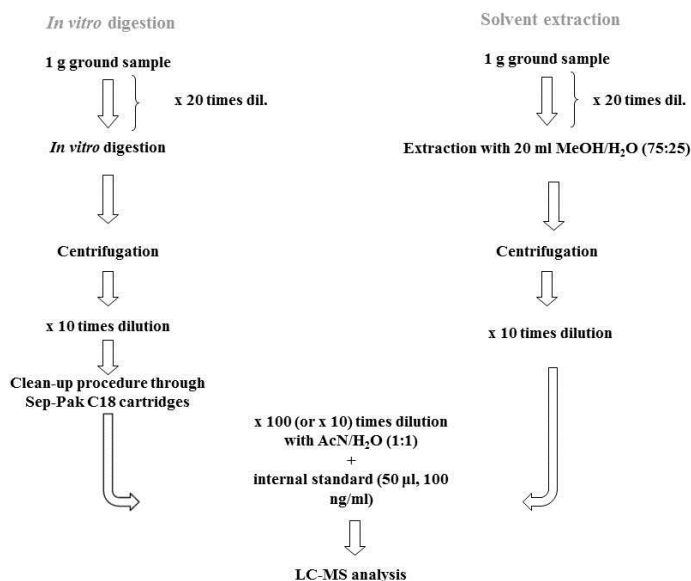 In vitro digestion
1 g ground sample
x 20 times dil.
In vitro digestion
Centrifugation
x 10 times dilution
Clean-up procedure through
Sep-Pak C18 cartridges
Solvent extraction
1 g ground sample
x 20 times dil.
Extraction with 20 ml MeOH/H₂O (75:25)
Centrifugation
x 10 times dilution
x 100 (or x 10) times dilution
with AcN/H₂O (1:1)
+
internal standard (50 µl, 100
ng/ml)
LC-MS analysis